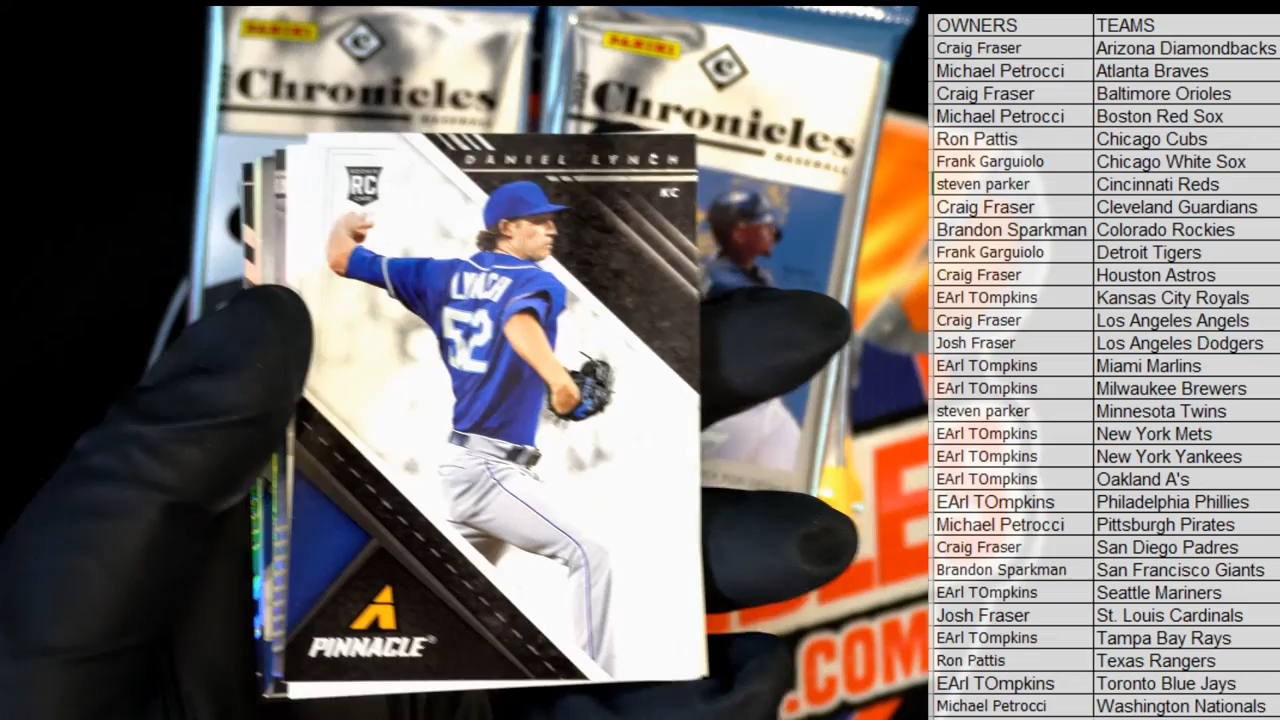 PANINI
Chronicles
BASEBALL
PANINI
Chronicles
BASEBALL
DANIEL LYNCH
KC
RC
LYNCH
52
PINNACLE
.COM
OWNERS TEAMS
Craig Fraser Arizona Diamondbacks
Michael Petrocci Atlanta Braves
Craig Fraser Baltimore Orioles
Michael Petrocci Boston Red Sox
Ron Pattis Chicago Cubs
Frank Garguiolo Chicago White Sox
steven parker Cincinnati Reds
Craig Fraser Cleveland Guardians
Brandon Sparkman Colorado Rockies
Frank Garguiolo Detroit Tigers
Craig Fraser Houston Astros
EArl TOmpkins Kansas City Royals
Craig Fraser Los Angeles Angels
Josh Fraser Los Angeles Dodgers
EArl TOmpkins Miami Marlins
EArl TOmpkins Milwaukee Brewers
steven parker Minnesota Twins
EArl TOmpkins New York Mets
EArl TOmpkins New York Yankees
EArl TOmpkins Oakland A's
EArl TOmpkins Philadelphia Phillies
Michael Petrocci Pittsburgh Pirates
Craig Fraser San Diego Padres
Brandon Sparkman San Francisco Giants
EArl TOmpkins Seattle Mariners
Josh Fraser St. Louis Cardinals
EArl TOmpkins Tampa Bay Rays
Ron Pattis Texas Rangers
EArl TOmpkins Toronto Blue Jays
Michael Petrocci Washington Nationals